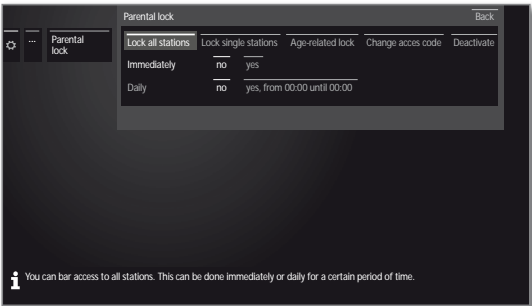 Parental lock Back
... Parental lock
Lock all stations Lock single stations Age-related lock Change acces code Deactivate
Immediately no yes
Daily no yes, from 00:00 until 00:00
i You can bar access to all stations. This can be done immediately or daily for a certain period of time.